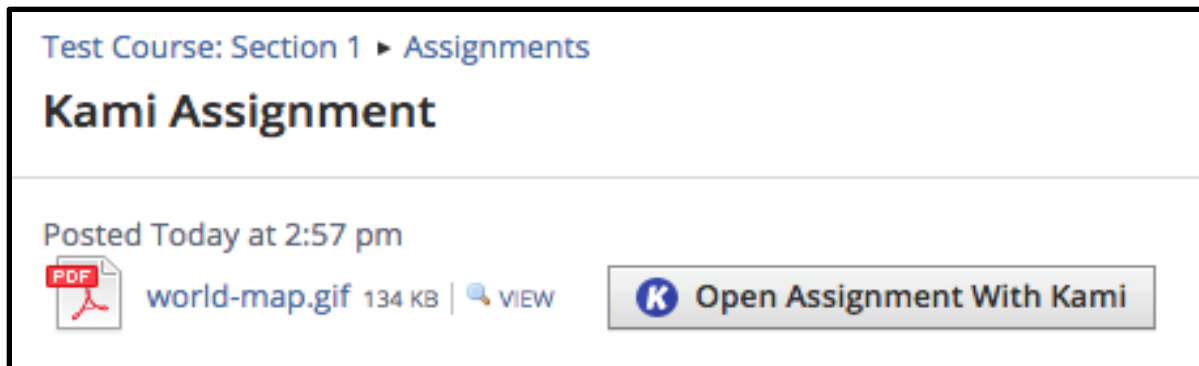 Test Course: Section 1 ▸ Assignments
Kami Assignment
Posted Today at 2:57 pm
PDF
world-map.gif 134 KB | VIEW
K Open Assignment With Kami